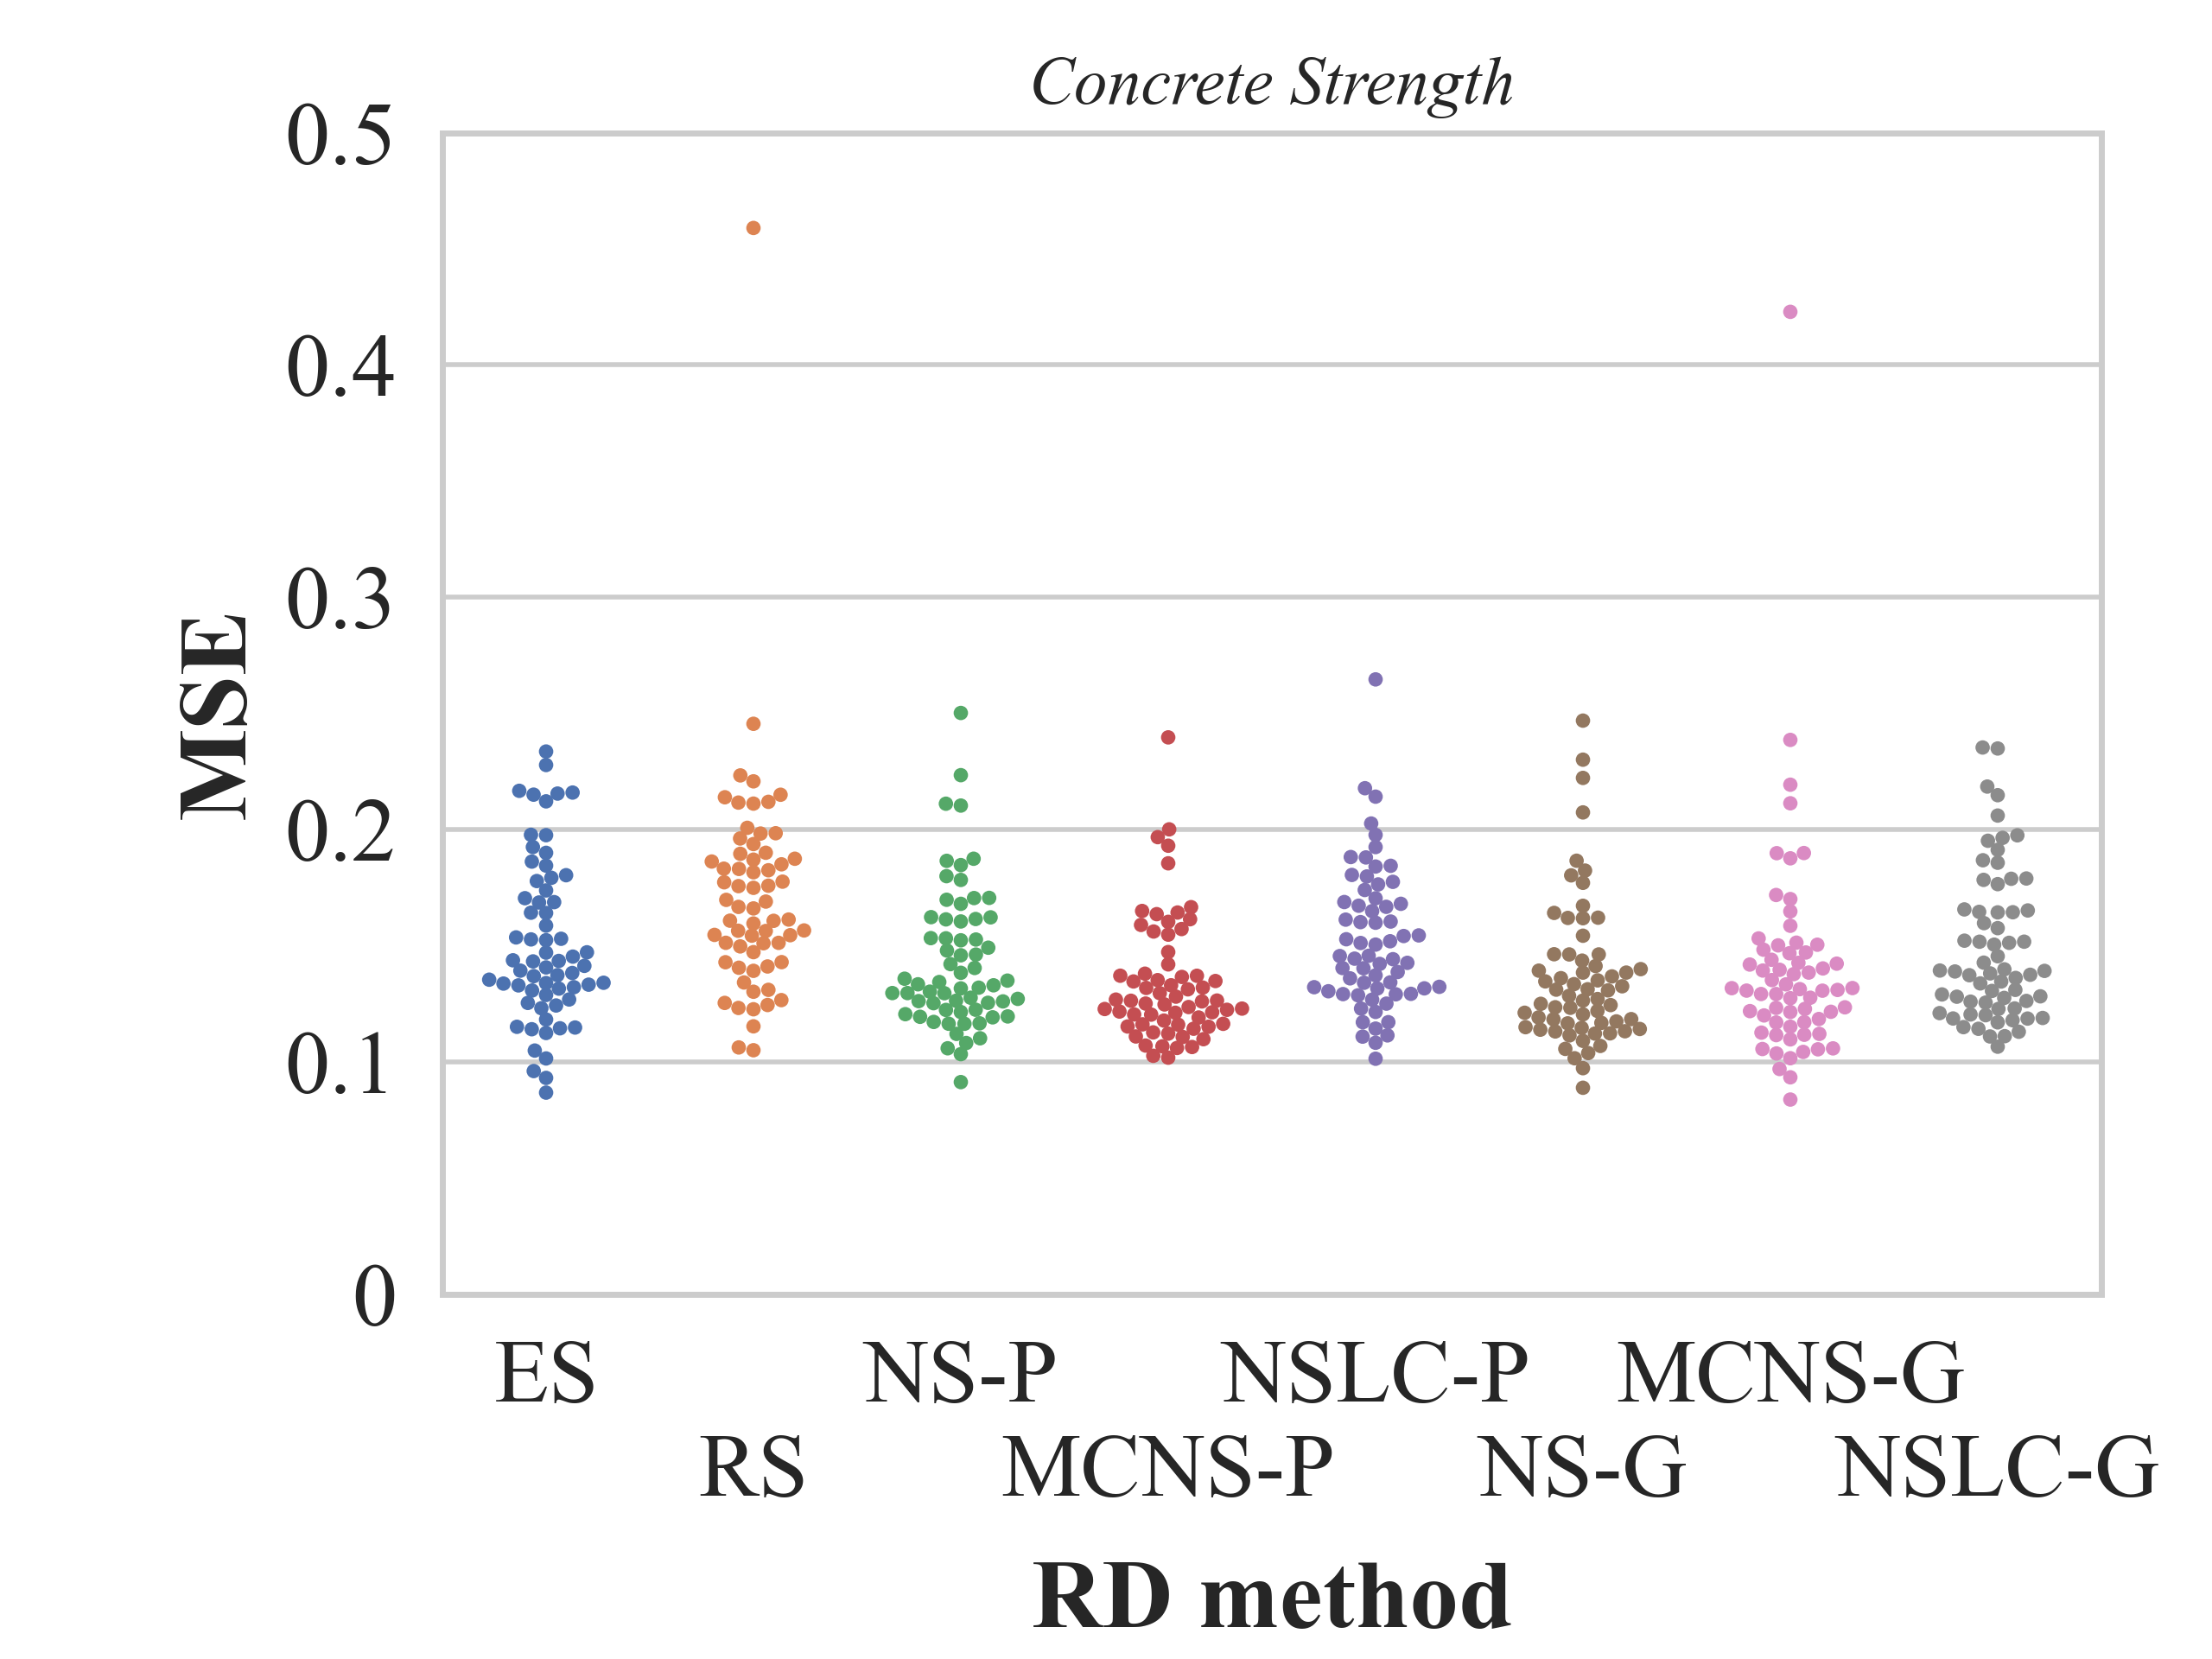 Concrete Strength
0.5
0.4
0.3
0.2
0.1
0
MSE
ES NS-P NSLC-P MCNS-G
RS MCNS-P NS-G NSLC-G
RD method